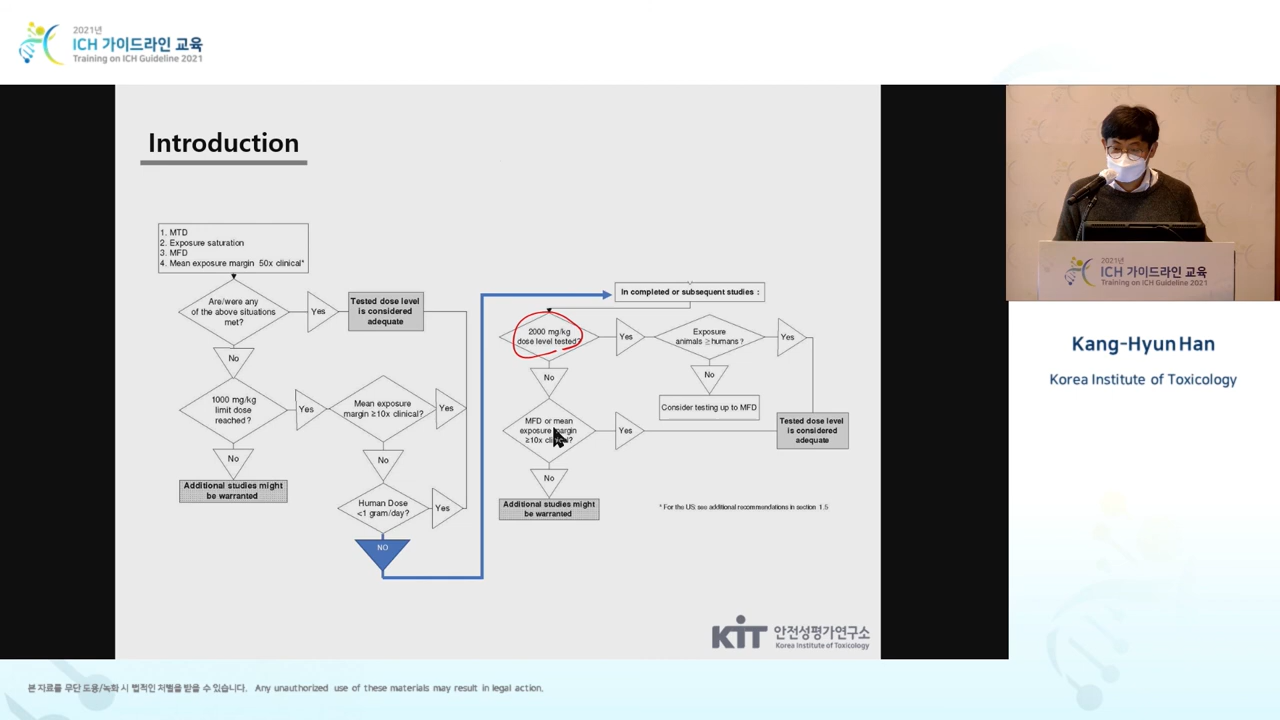 2021년
ICH 가이드라인 교육
Training on ICH Guideline 2021
Introduction
1. MTD
2. Exposure saturation
3. MFD
4. Mean exposure margin 50x clinical*
Are/were any
of the above situations
met?
Yes
Tested dose level
is considered
adequate
No
1000 mg/kg
limit dose
reached?
Yes
Mean exposure
margin ≥10x clinical?
Yes
No
Additional studies might
be warranted
No
Human Dose
<1 gram/day?
Yes
NO
In completed or subsequent studies :
2000 mg/kg
dose level tested?
Yes
Exposure
animals ≥ humans?
Yes
No
No
Consider testing up to MFD
MFD or mean
exposure margin
≥10x clinical?
Yes
Tested dose level
is considered
adequate
No
Additional studies might
be warranted
* For the US: see additional recommendations in section 1.5
KIT 안전성평가연구소
Korea Institute of Toxicology
2021년
ICH 가이드라인 교육
Training on ICH Guideline 2021
Kang-Hyun Han
Korea Institute of Toxicology
본 자료를 무단 도용/녹화 시 법적인 처벌을 받을 수 있습니다. Any unauthorized use of these materials may result in legal action.